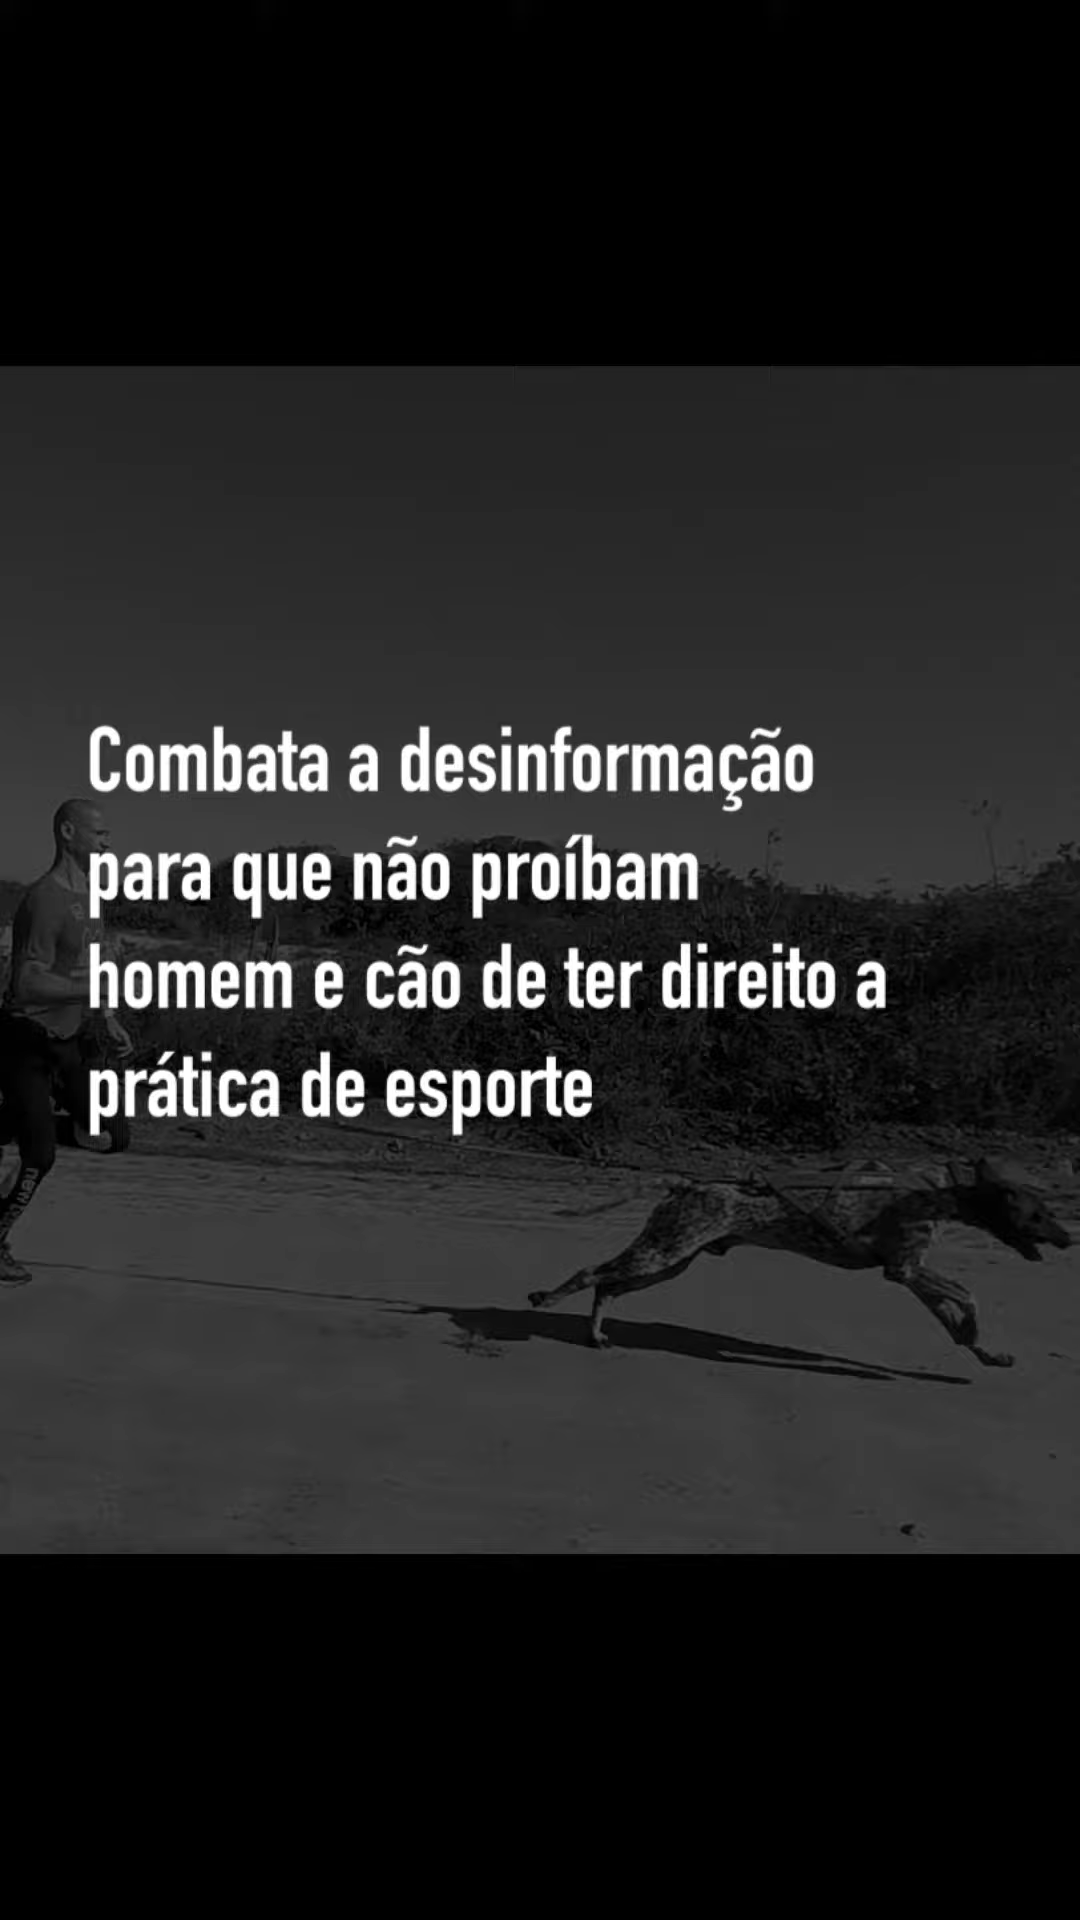 Combata a desinformação
para que não proíbam
homem e cão de ter direito a
prática de esporte